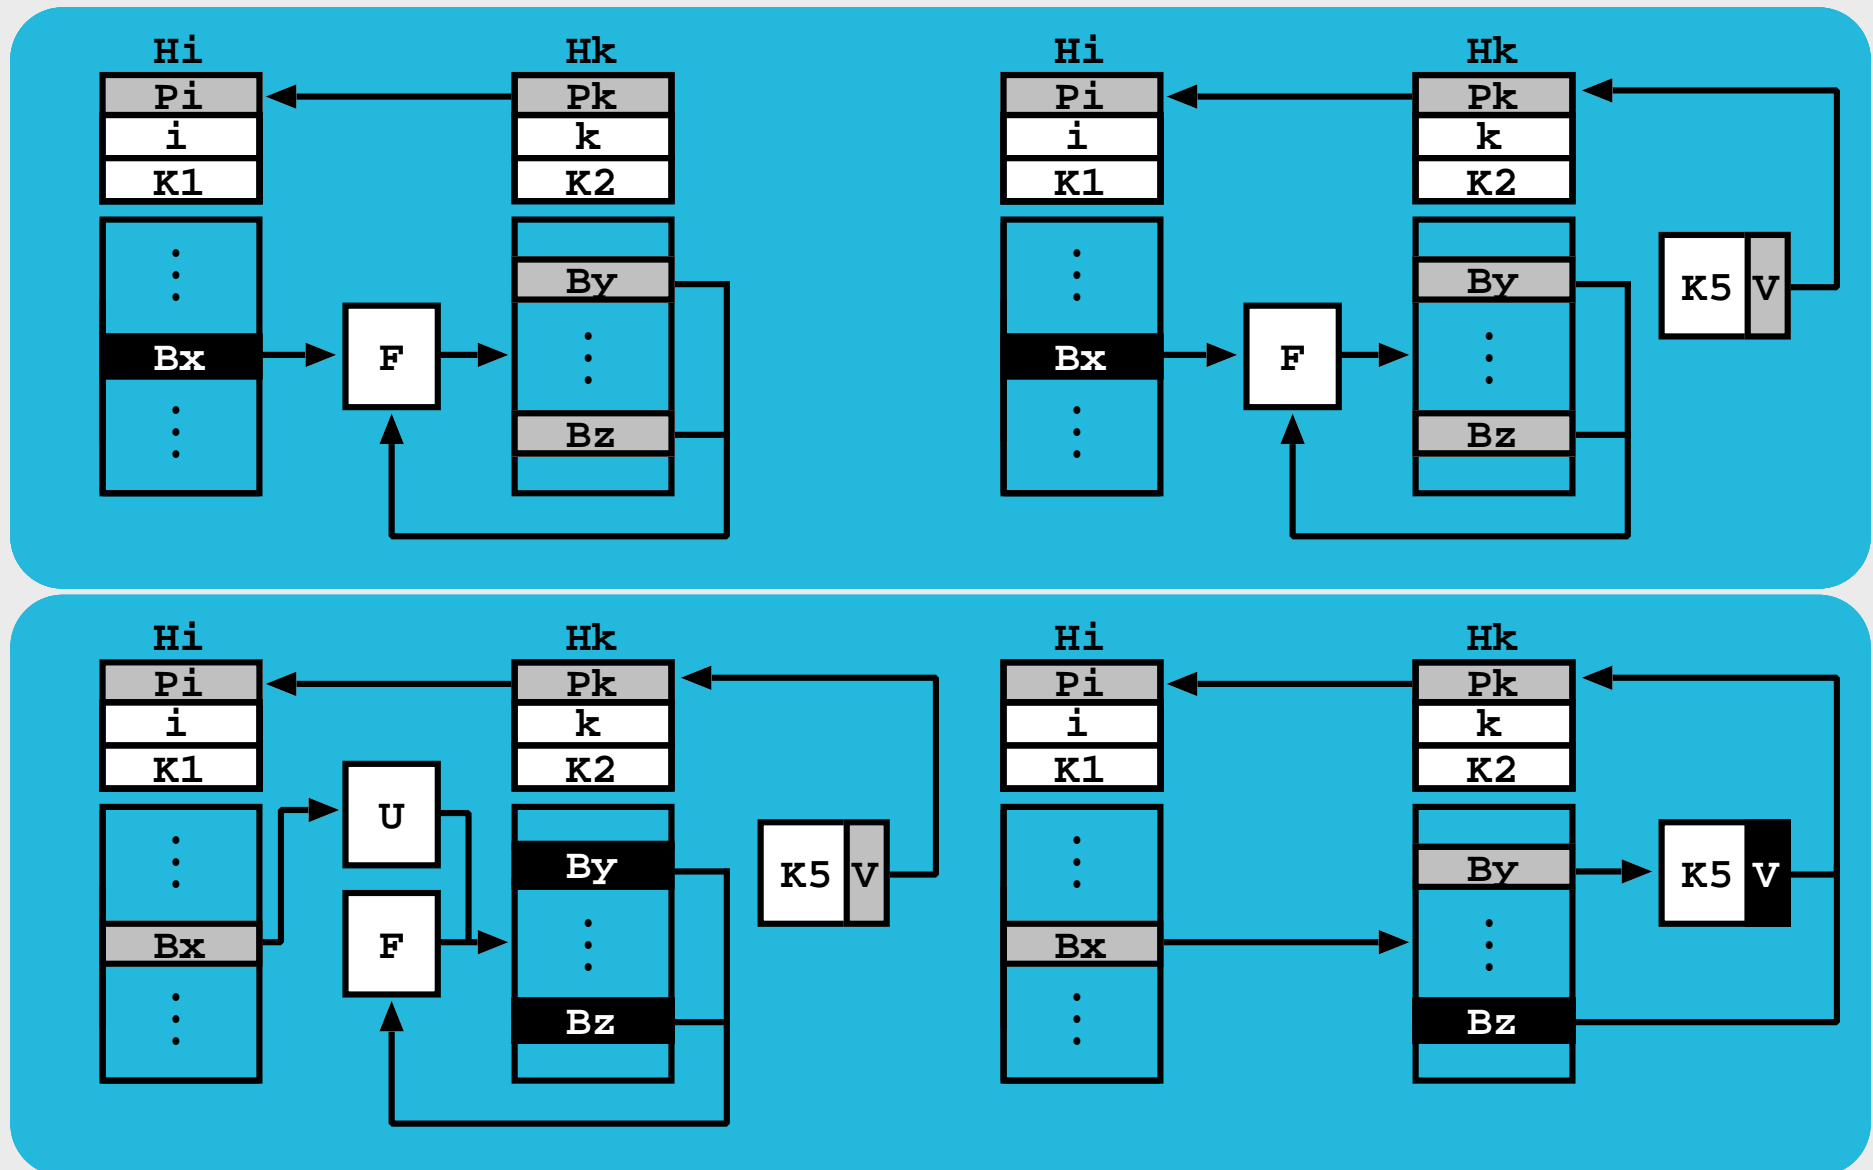 Hi Hk Hi Hk
Pi Pk Pi Pk
i k i k
K1 K2 K1 K2
By By K5 V
Bx F Bx F
Bz Bz
Hi Hk Hi Hk
Pi Pk Pi Pk
i k i k
K1 K2 K1 K2
U
By K5 V By K5 V
Bx F Bx
Bz Bz